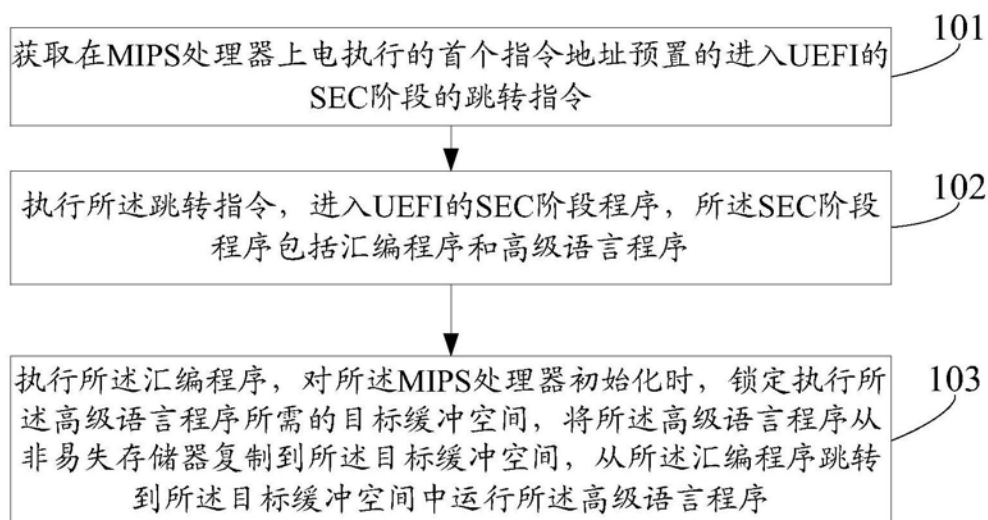 获取在MIPS处理器上电执行的首个指令地址预置的进入UEFI的
SEC阶段的跳转指令
101
执行所述跳转指令，进入UEFI的SEC阶段程序，所述SEC阶段
程序包括汇编程序和高级语言程序
102
执行所述汇编程序，对所述MIPS处理器初始化时，锁定执行所
述高级语言程序所需的目标缓冲空间，将所述高级语言程序从
非易失存储器复制到所述目标缓冲空间，从所述汇编程序跳转
到所述目标缓冲空间中运行所述高级语言程序
103